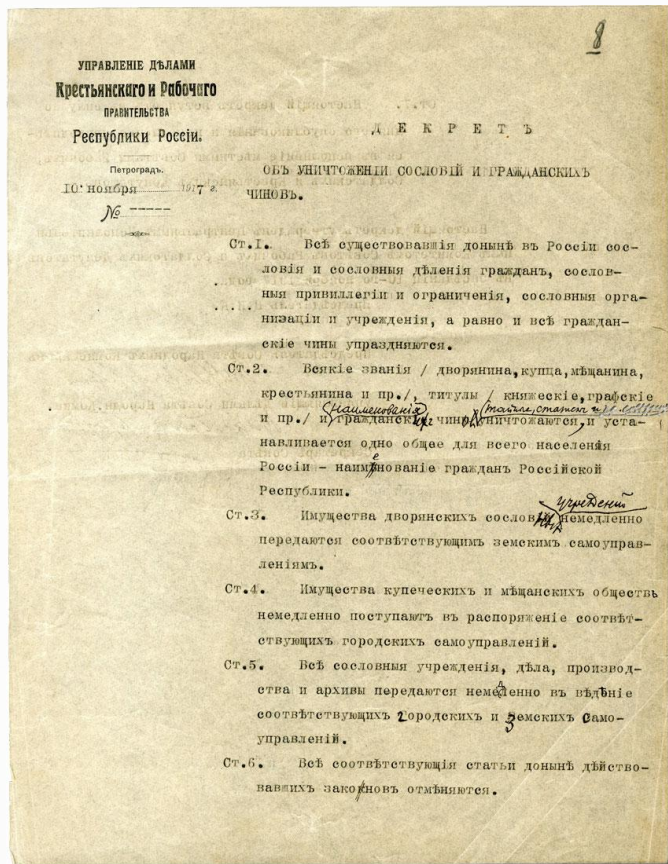 8
УПРАВЛЕНІЕ ДѢЛАМИ
Крестьянскаго и Рабочаго
ПРАВИТЕЛЬСТВА
Республики Россіи.
Петроградъ.
10 ноября 1917 г.
№ -----
ДЕКРЕТЪ
ОБЪ УНИЧТОЖЕНІИ СОСЛОВІЙ И ГРАЖДАНСКИХЪ
ЧИНОВЪ.
Ст.I. Всѣ существовавшія донынѣ въ Россіи сос-
ловія и сословныя дѣленія гражданъ, сослов-
ныя привиллегіи и ограниченія, сословныя орга-
низаціи и учрежденія, а равно и всѣ граждан-
скіе чины упраздняются.
Ст.2. Всякіе званія / дворянина, купца, мѣщанина,
крестьянина и пр./, титулы / княжескіе, графскіе
наименованія (тайные, статские и
и пр./ и гражданскихъ чиновъ уничтожаются, и уста-
навливается одно общее для всего населенія
Россіи - наименованіе гражданъ Россійской
Республики.
учреждений
Ст.3. Имущества дворянскихъ сословныхъ немедленно
передаются соотвѣтствующимъ земскимъ самоуправ-
леніямъ.
Ст.4. Имущества купеческихъ и мѣщанскихъ обществъ
немедленно поступаютъ въ распоряженіе соотвѣт-
ствующихъ городскихъ самоуправленій.
Ст.5. Всѣ сословныя учрежденія, дѣла, производ-
ства и архивы передаются немедленно въ вѣдѣніе
соотвѣтствующихъ городскихъ и земскихъ само-
управленій.
Ст.6. Всѣ соотвѣтствующія статьи донынѣ дѣйство-
вавшихъ законовъ отмѣняются.